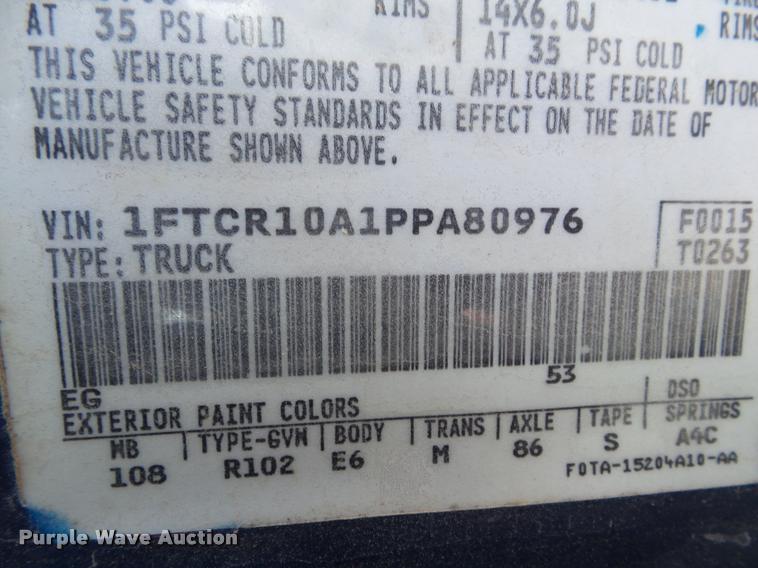 RIMS 14X6.0J
RIMS
AT 35 PSI COLD AT 35 PSI COLD
THIS VEHICLE CONFORMS TO ALL APPLICABLE FEDERAL MOTOR
VEHICLE SAFETY STANDARDS IN EFFECT ON THE DATE OF
MANUFACTURE SHOWN ABOVE.
VIN: 1FTCR10A1PPA80976 F0015
TYPE: TRUCK T0263
EG 53
EXTERIOR PAINT COLORS DSO
WB TYPE-GVW BODY TRANS AXLE TAPE SPRINGS
108 R102 E6 M 86 S A4C
F0TA-15204A10-AA
Purple Wave Auction